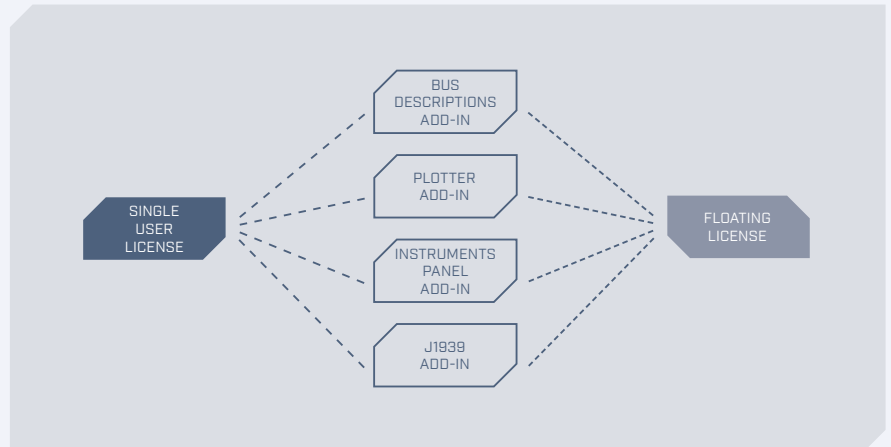 SINGLE
USER
LICENSE
BUS
DESCRIPTIONS
ADD-IN
PLOTTER
ADD-IN
INSTRUMENTS
PANEL
ADD-IN
J1939
ADD-IN
FLOATING
LICENSE